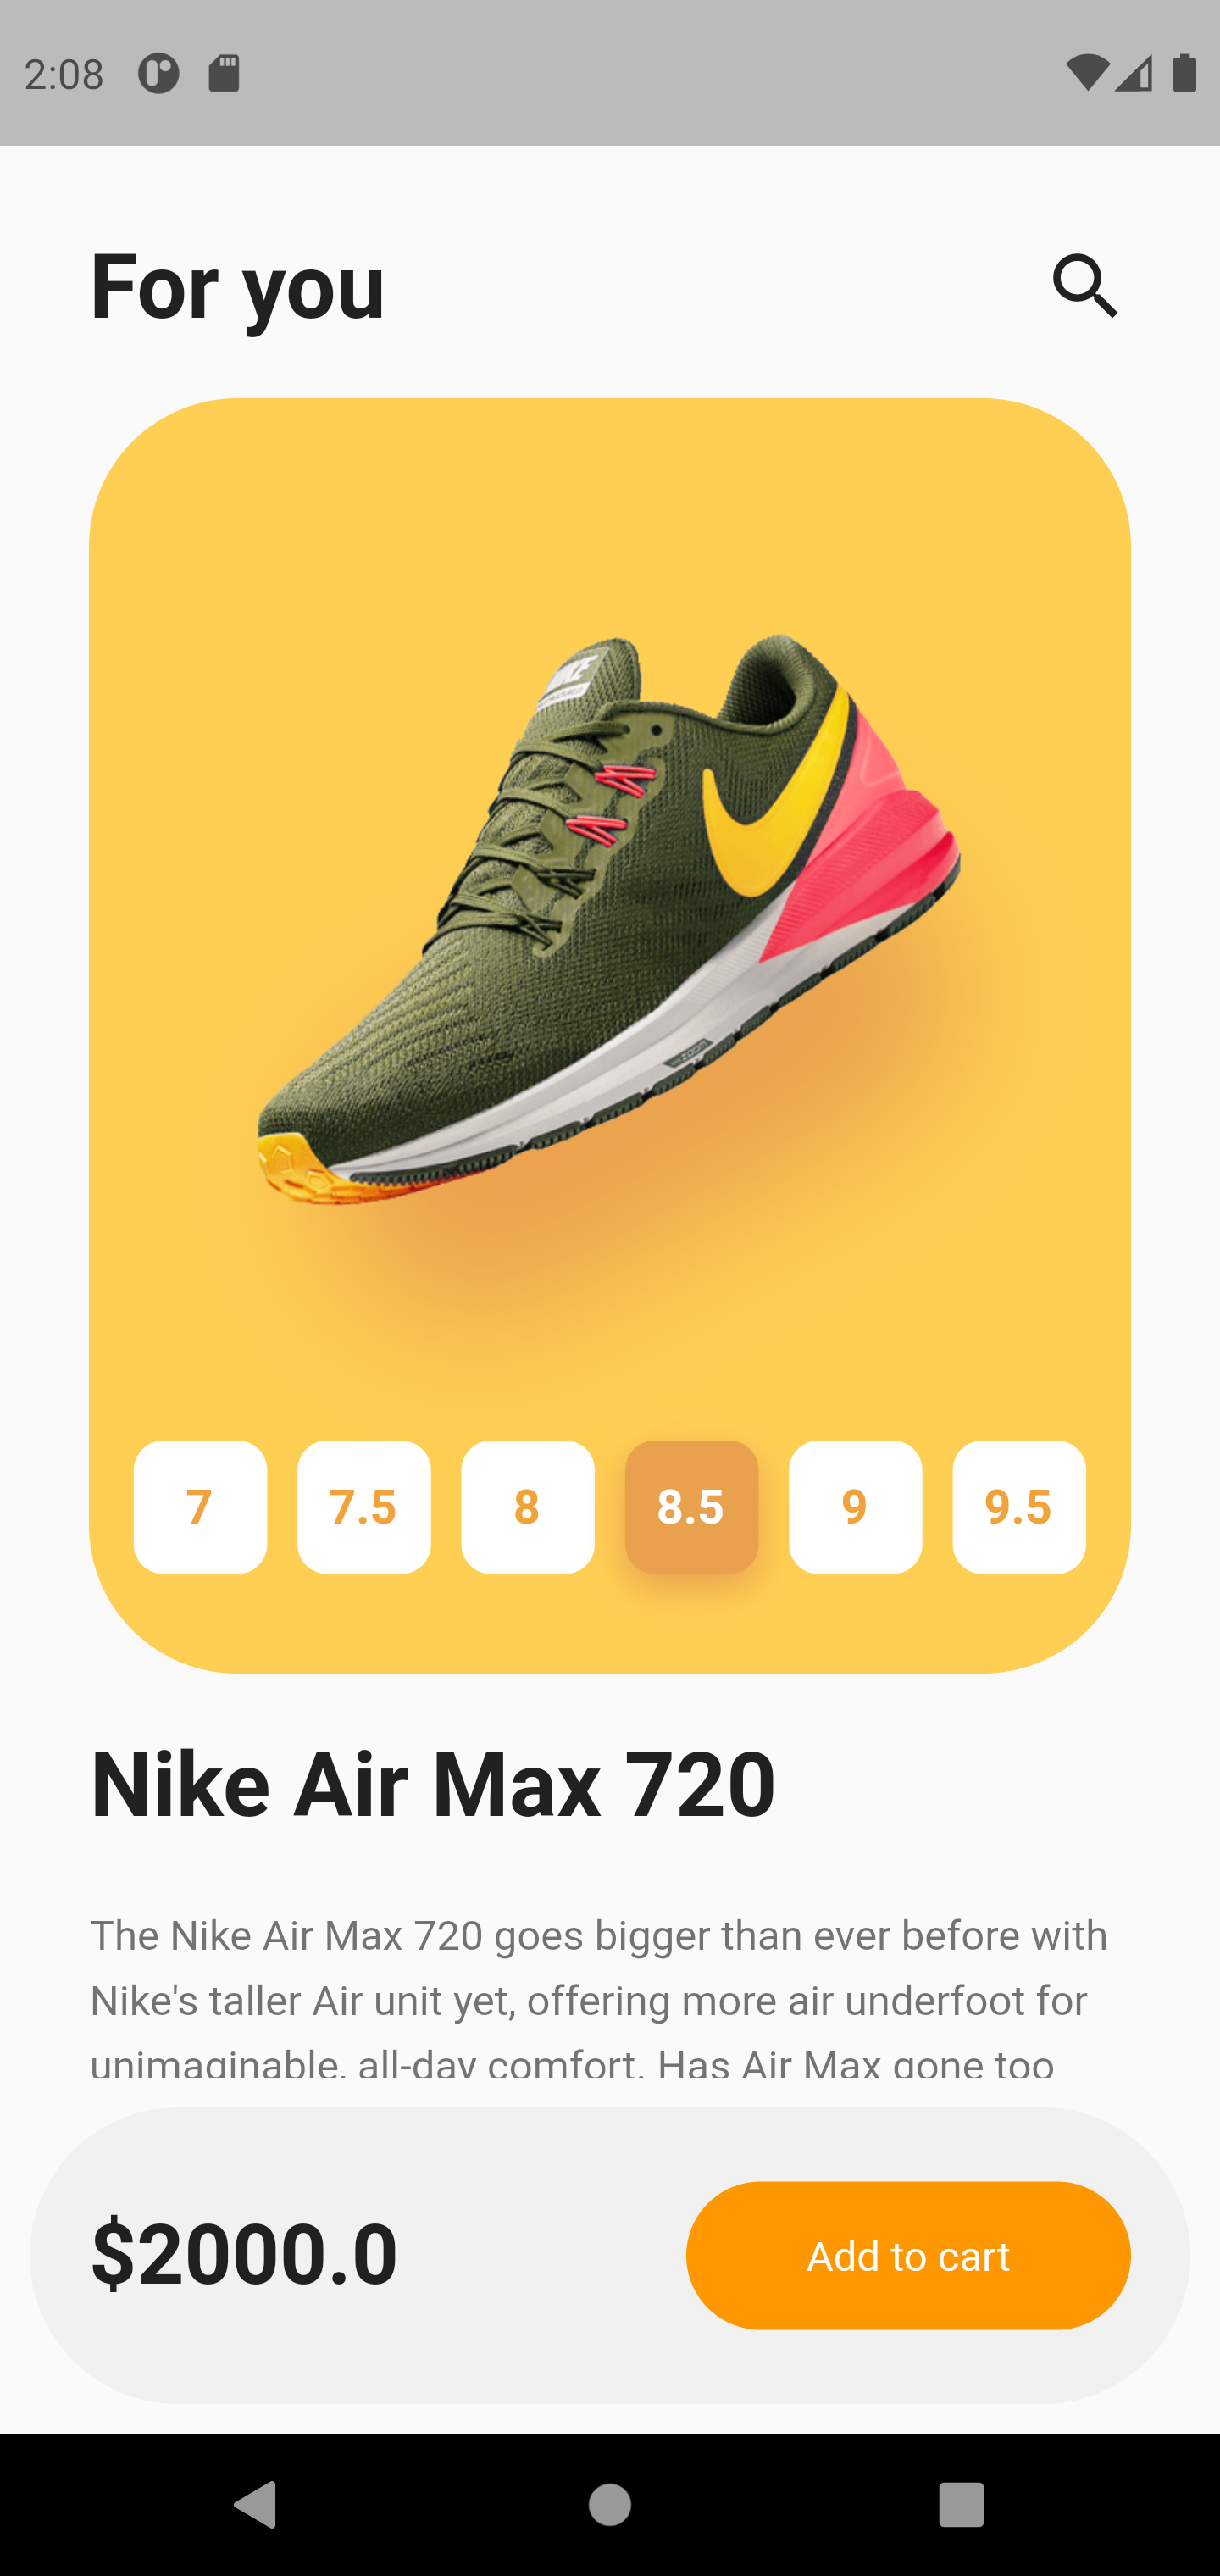 2:08
For you
NIKE
ZOOM
7 7.5 8 8.5 9 9.5
Nike Air Max 720
The Nike Air Max 720 goes bigger than ever before with
Nike's taller Air unit yet, offering more air underfoot for
unimaginable, all-day comfort. Has Air Max gone too
$2000.0
Add to cart